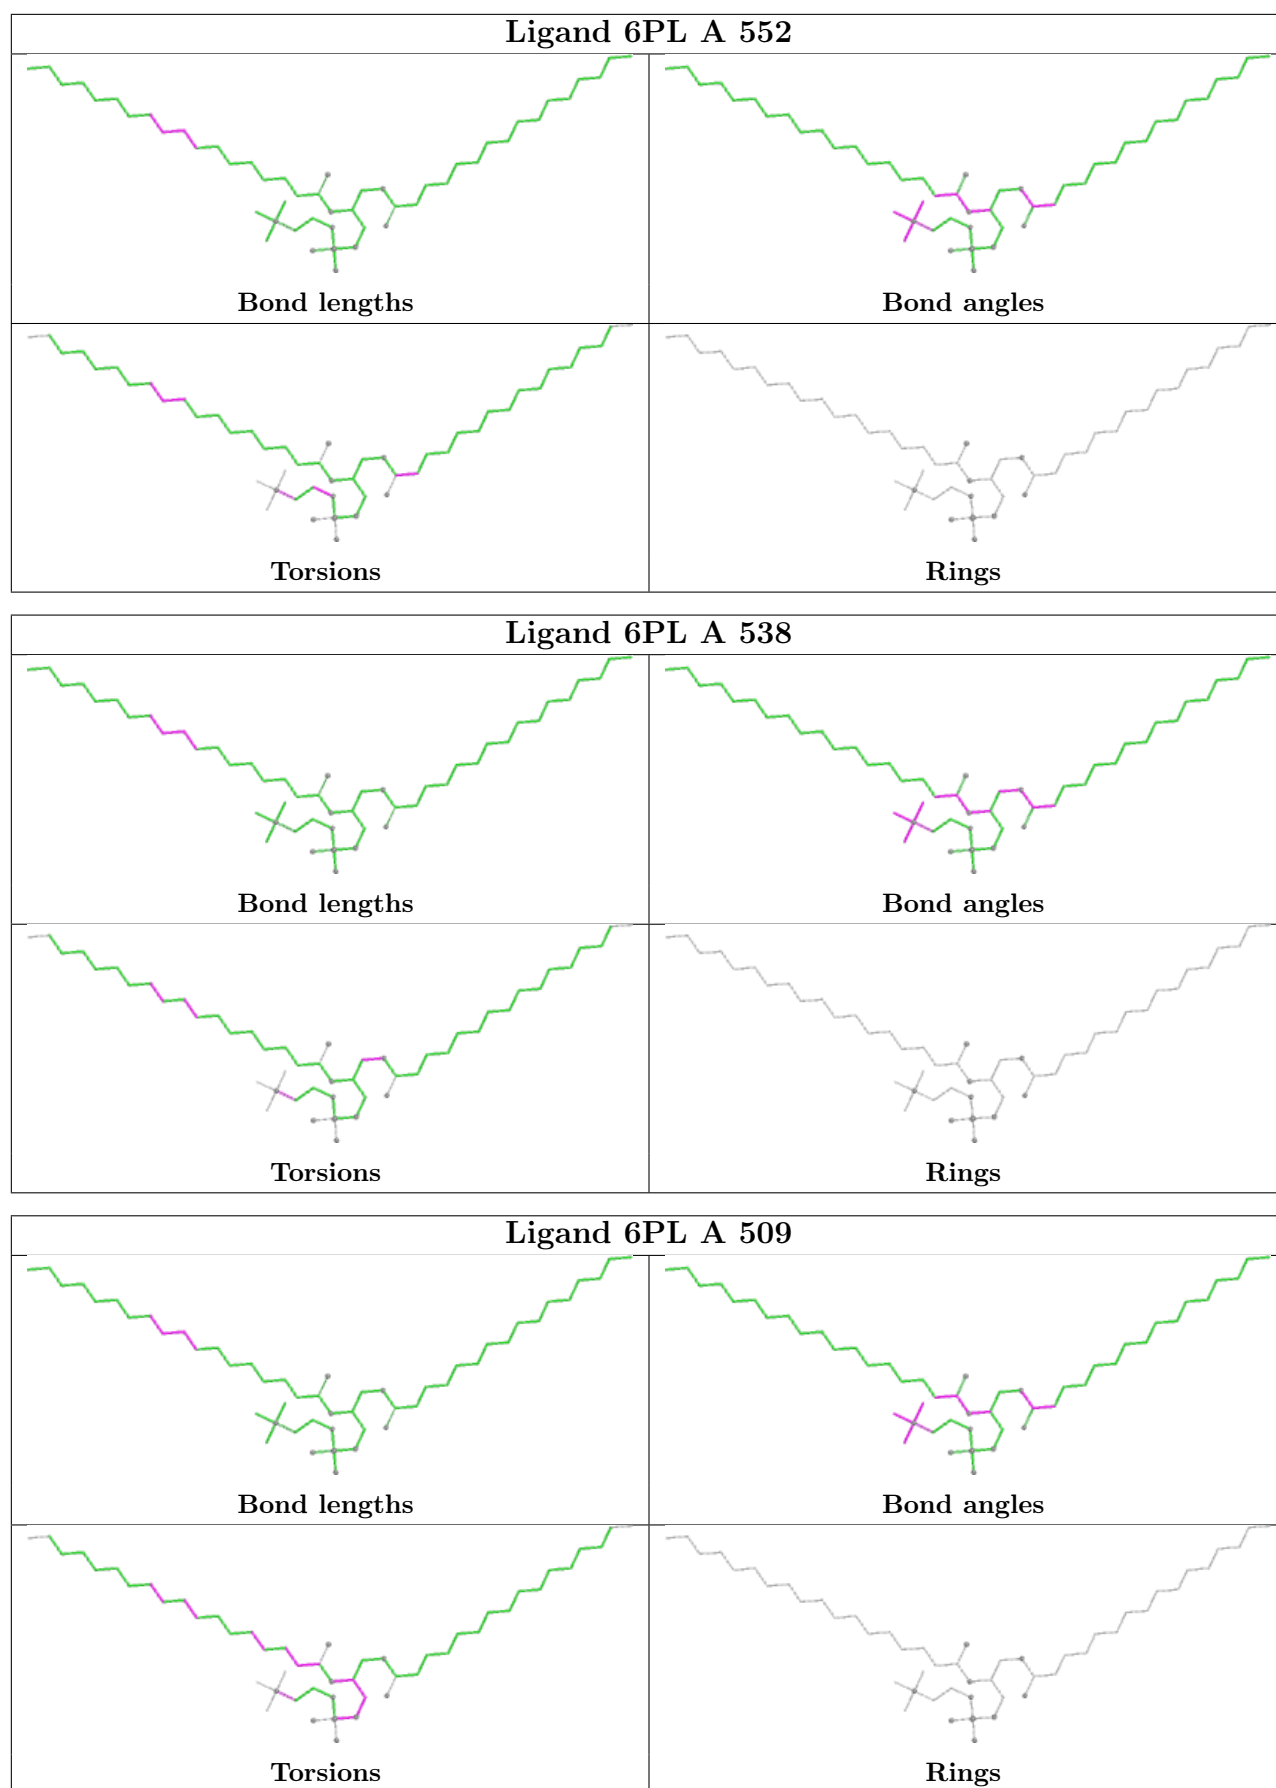 Ligand 6PL A 552
Bond lengths
Bond angles
Torsions
Rings
Ligand 6PL A 538
Bond lengths
Bond angles
Torsions
Rings
Ligand 6PL A 509
Bond lengths
Bond angles
Torsions
Rings